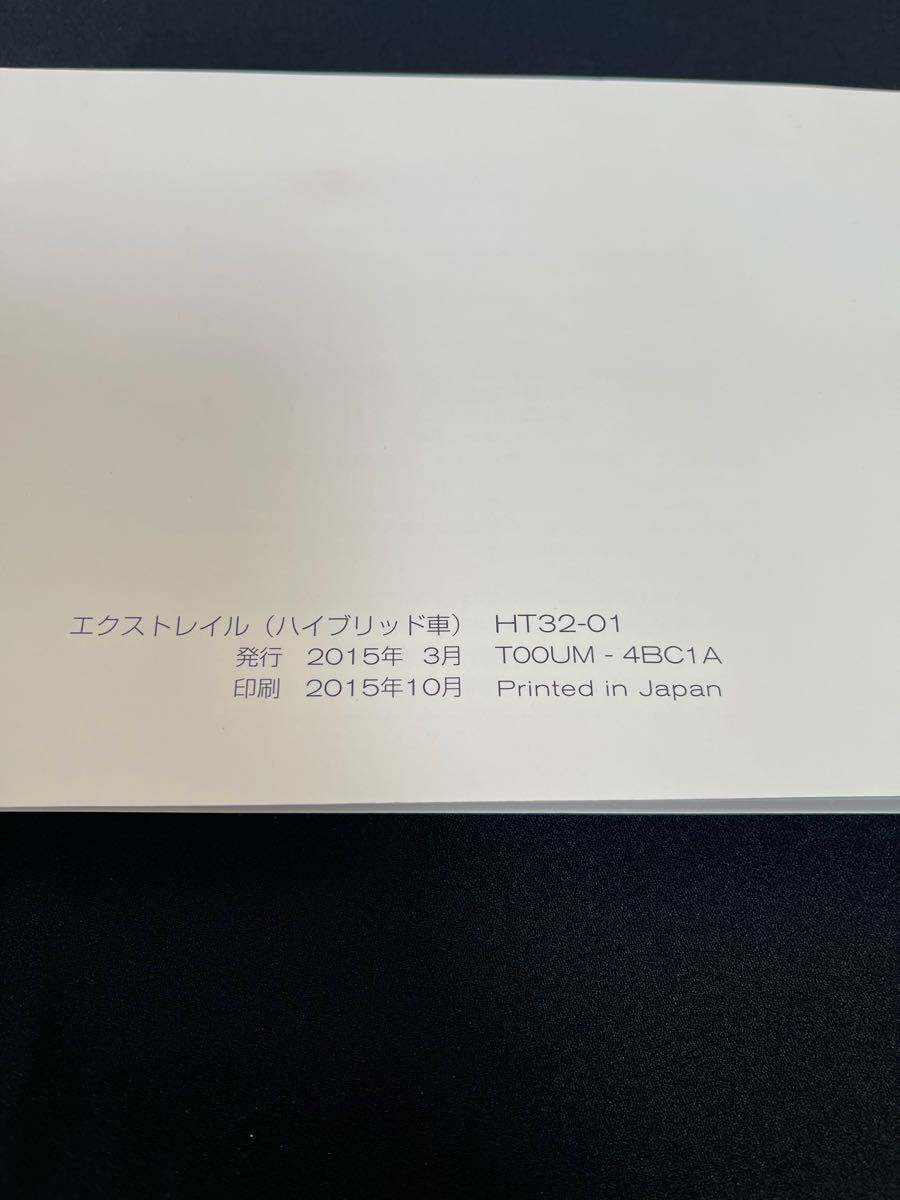 エクストレイル（ハイブリッド車） HT32-01
発行 2015年 3月 T00UM - 4BC1A
印刷 2015年10月 Printed in Japan